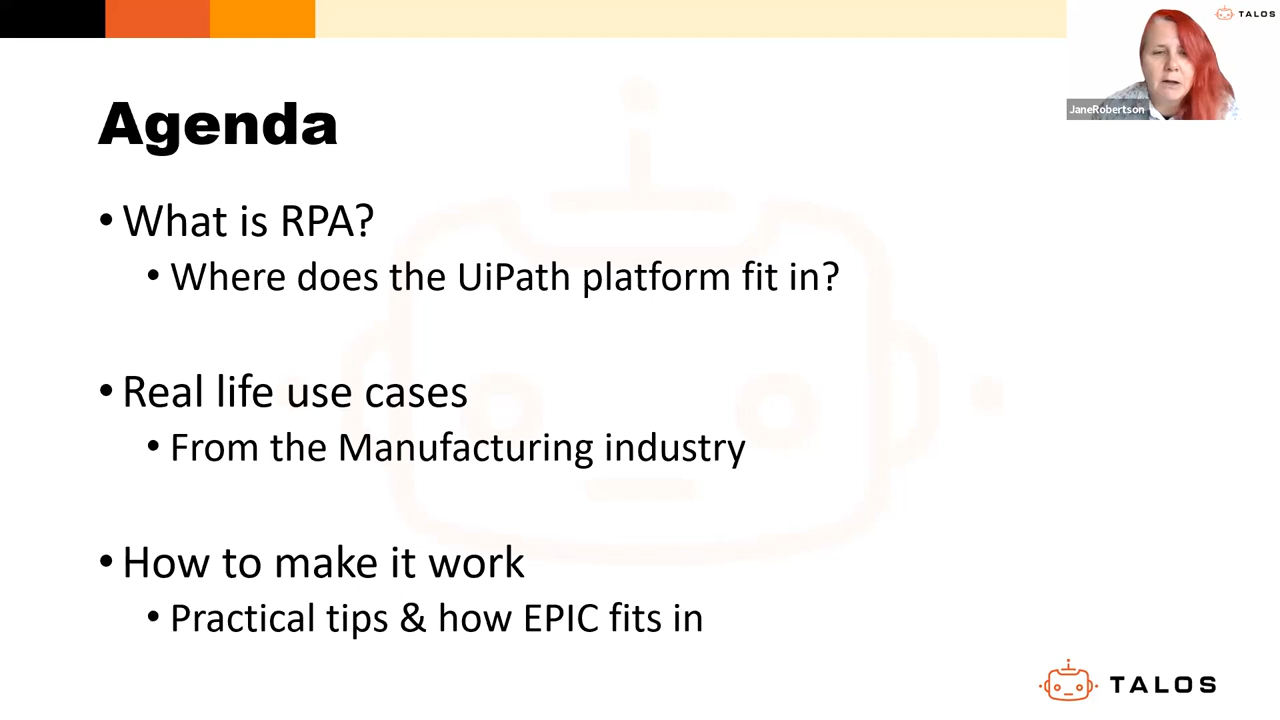 TALOS
JaneRobertson
Agenda
• What is RPA?
• Where does the UiPath platform fit in?
• Real life use cases
• From the Manufacturing industry
• How to make it work
• Practical tips & how EPIC fits in
TALOS